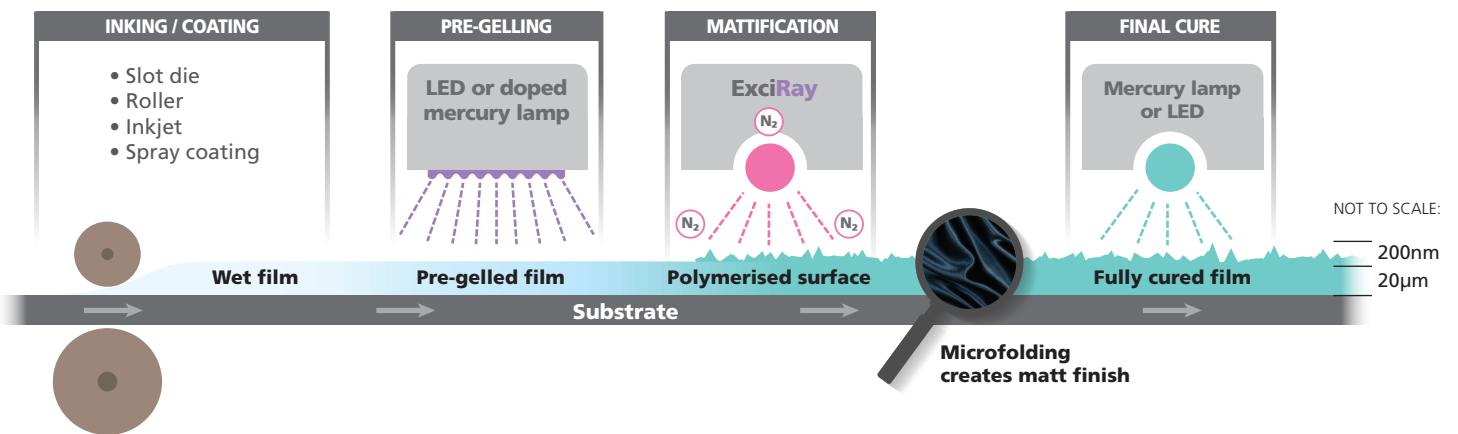 INKING / COATING
• Slot die
• Roller
• Inkjet
• Spray coating
PRE-GELLING
LED or doped
mercury lamp
MATTIFICATION
ExciRay
N₂
N₂
N₂
FINAL CURE
Mercury lamp
or LED
NOT TO SCALE:
200nm
20µm
Wet film
Pre-gelled film
Polymerised surface
Fully cured film
Substrate
Microfolding
creates matt finish